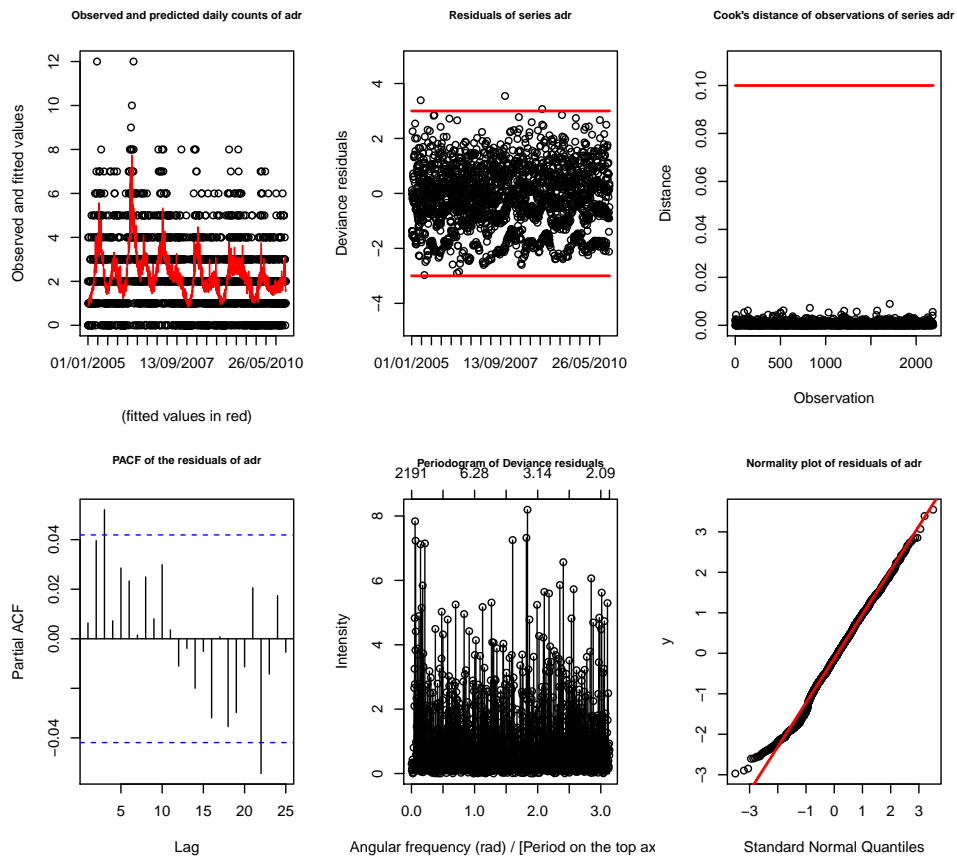 Observed and predicted daily counts of adr
Observed and fitted values
12
10
8
6
4
2
0
01/01/2005 13/09/2007 26/05/2010
(fitted values in red)
Residuals of series adr
Deviance residuals
4
2
0
−2
−4
01/01/2005 13/09/2007 26/05/2010
Cook's distance of observations of series adr
Distance
0.10
0.08
0.06
0.04
0.02
0.00
0 500 1000 2000
Observation
PACF of the residuals of adr
Partial ACF
0.04
0.02
0.00
−0.04
5 10 15 20 25
Lag
Periodogram of Deviance residuals
2191 6.28 3.14 2.09
Intensity
8
6
4
2
0
0.0 1.0 2.0 3.0
Angular frequency (rad) / [Period on the top ax
Normality plot of residuals of adr
y
3
2
1
0
−1
−2
−3
−3 −2 −1 0 1 2 3
Standard Normal Quantiles